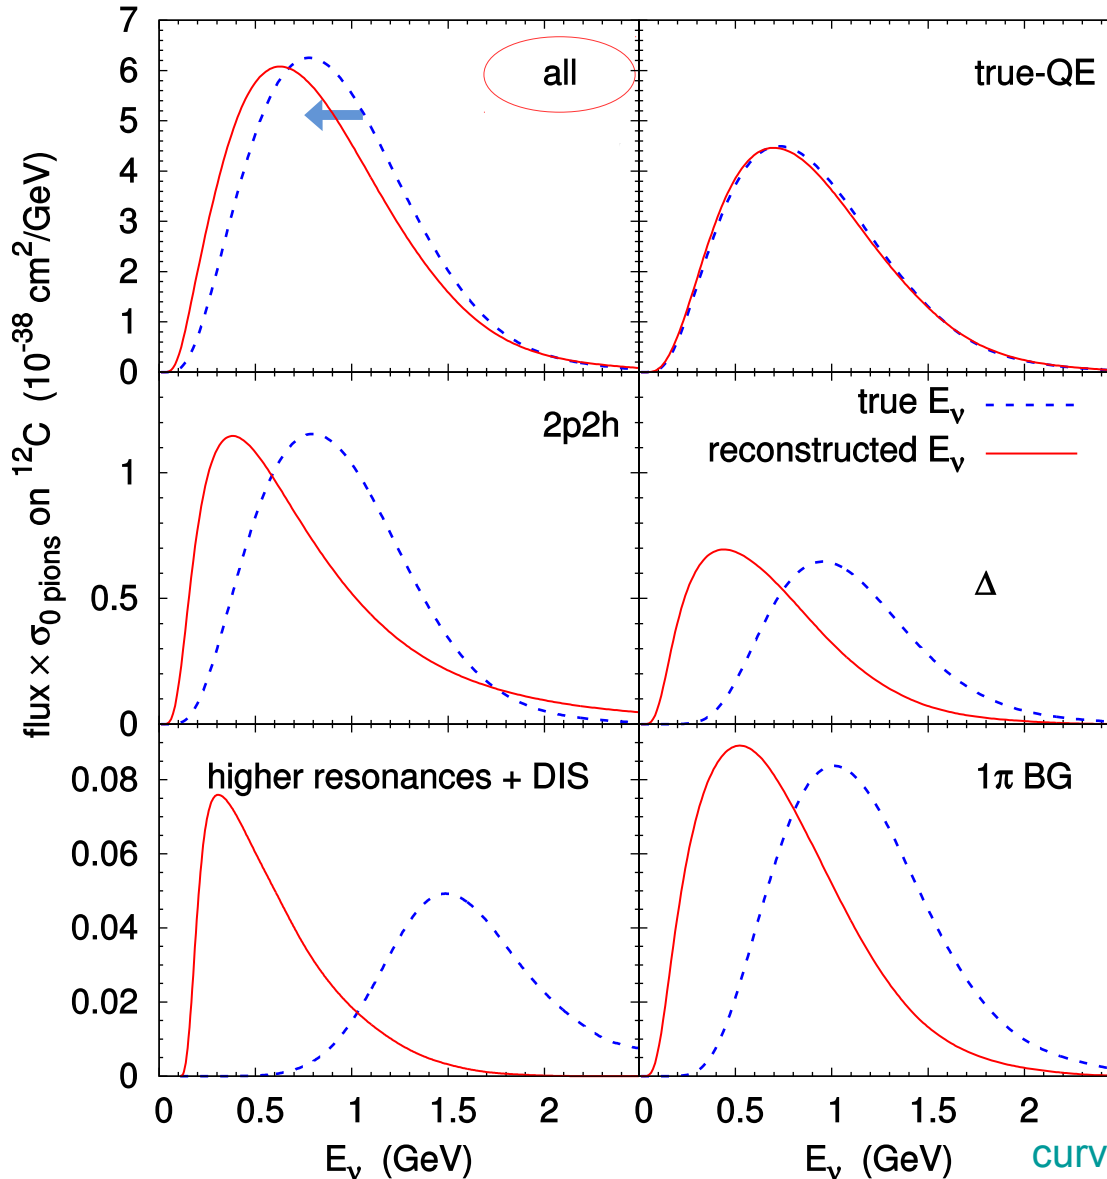 flux × σ0 pions on 12C (10-38 cm2/GeV)
7
6
5
4
3
2
1
0
all
true-QE
1
0.5
0
2p2h
true Eν
reconstructed Eν
Δ
0.08
0.06
0.04
0.02
0
higher resonances + DIS
1π BG
0 0.5 1 1.5 2
0 0.5 1 1.5 2
Eν (GeV)
Eν (GeV)
curv